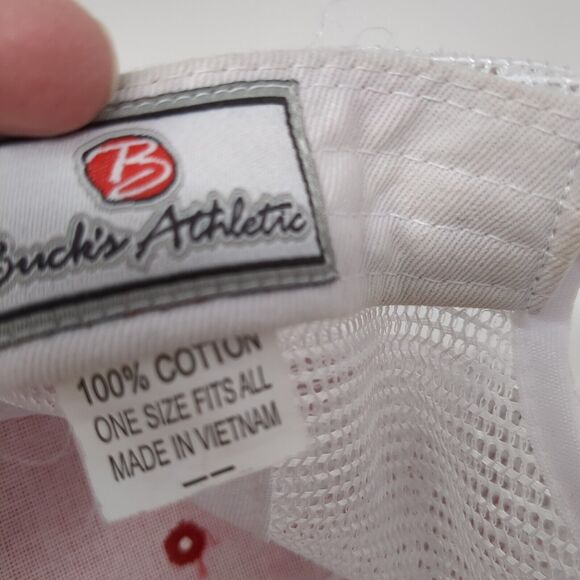 B
Buck's Athletic
100% COTTON
ONE SIZE FITS ALL
MADE IN VIETNAM